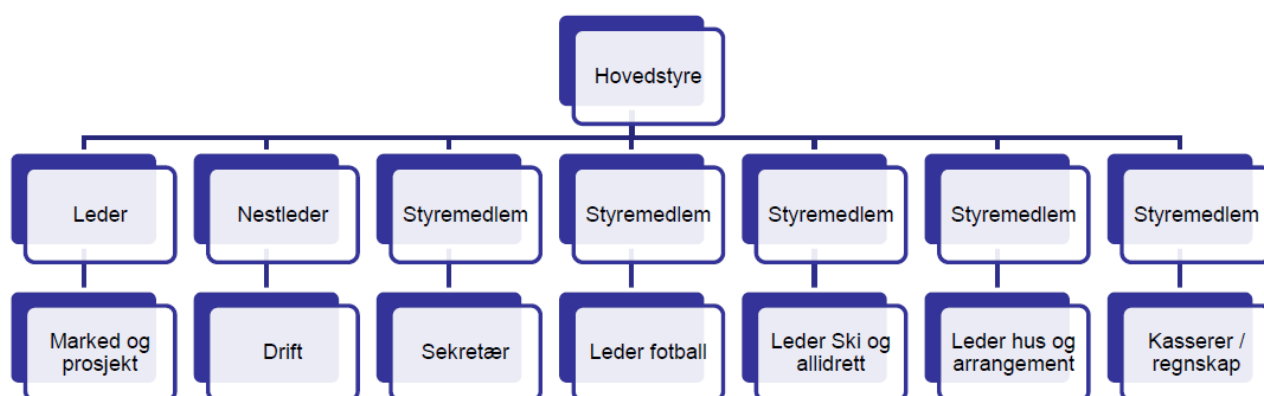 Hovedstyre
Leder
Nestleder
Styremedlem
Styremedlem
Styremedlem
Styremedlem
Styremedlem
Marked og
prosjekt
Drift
Sekretær
Leder fotball
Leder Ski og
allidrett
Leder hus og
arrangement
Kasserer /
regnskap